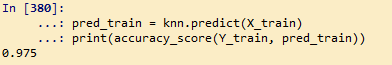 In [380]:
...: pred_train = knn.predict(X_train)
...: print(accuracy_score(Y_train, pred_train))
0.975